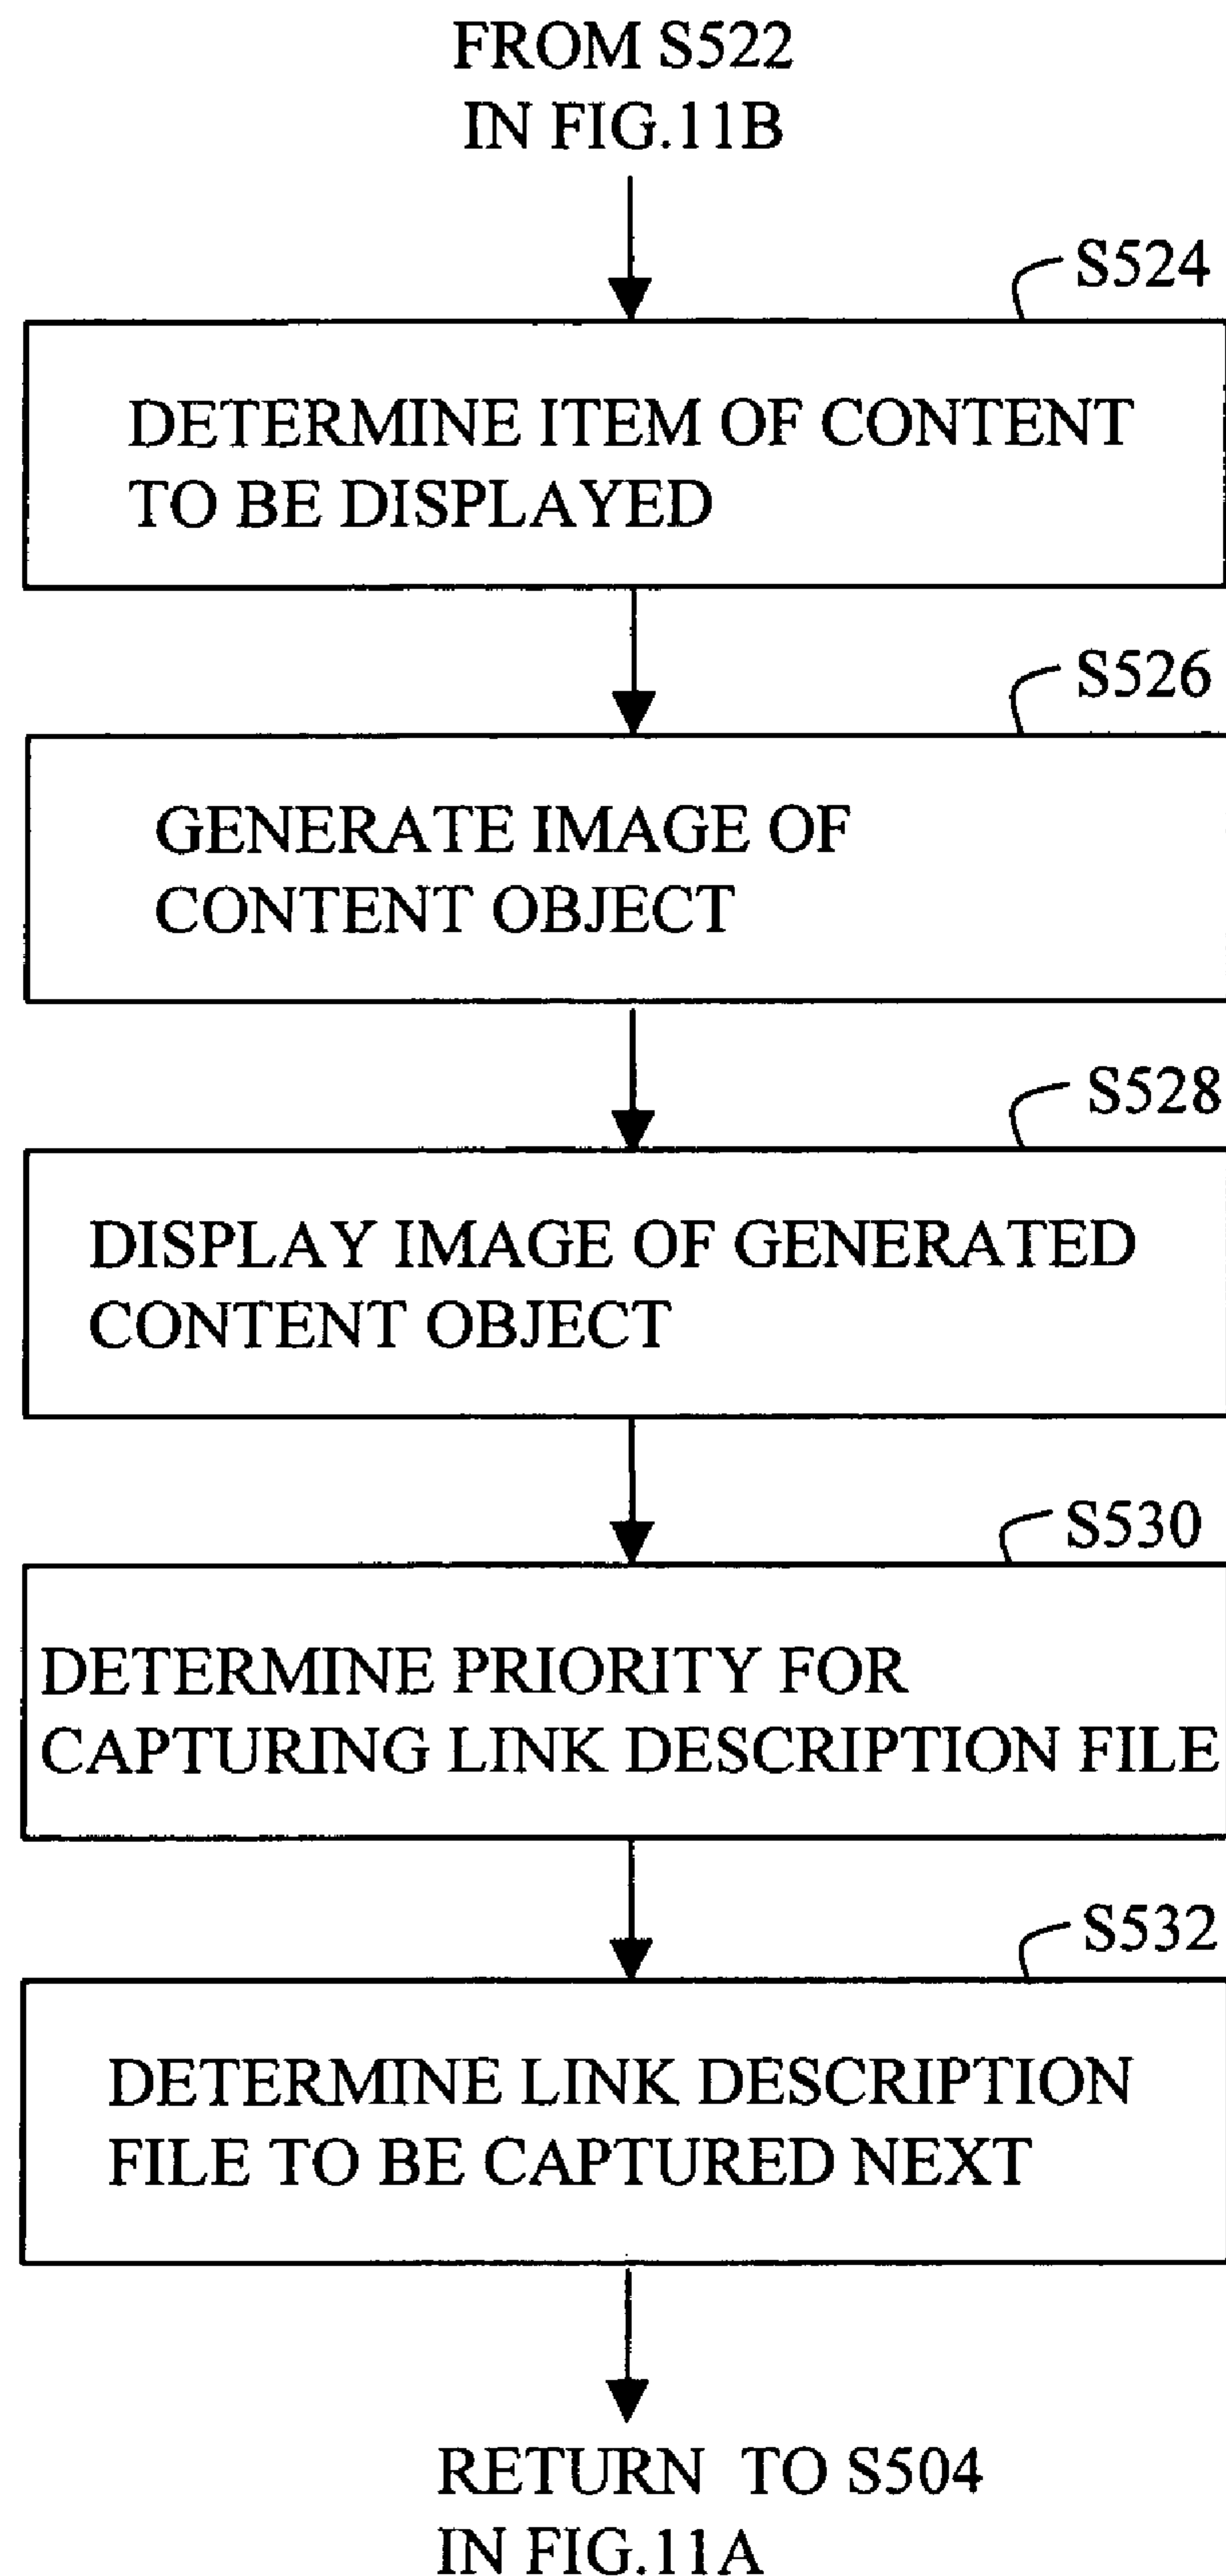 FROM S522
IN FIG.11B
S524
DETERMINE ITEM OF CONTENT
TO BE DISPLAYED
S526
GENERATE IMAGE OF
CONTENT OBJECT
S528
DISPLAY IMAGE OF GENERATED
CONTENT OBJECT
S530
DETERMINE PRIORITY FOR
CAPTURING LINK DESCRIPTION FILE
S532
DETERMINE LINK DESCRIPTION
FILE TO BE CAPTURED NEXT
RETURN TO S504
IN FIG.11A